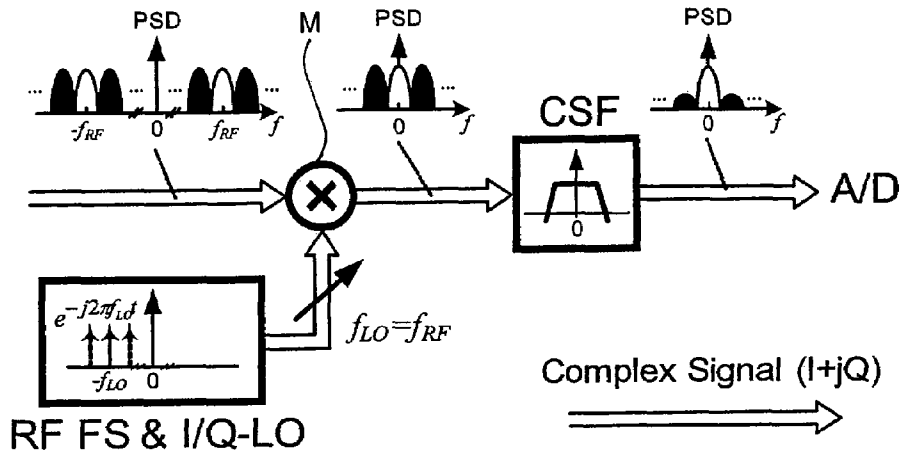 PSD
M
PSD
PSD
... ... ... ...
-f_RF 0 f_RF f
... ...
0 f
... ...
0 f
CSF
0
A/D
e^-j2πf_LO t
-f_LO 0
f_LO=f_RF
RF FS & I/Q-LO
Complex Signal (I+jQ)